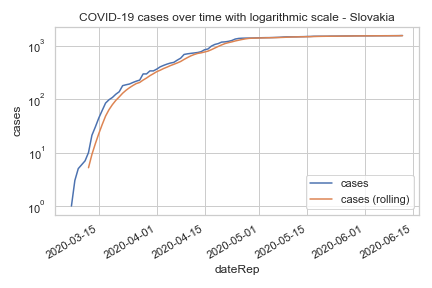 COVID-19 cases over time with logarithmic scale - Slovakia
10³
10²
10¹
10⁰
cases
cases
cases (rolling)
2020-03-15
2020-04-01
2020-04-15
2020-05-01
2020-05-15
2020-06-01
2020-06-15
dateRep